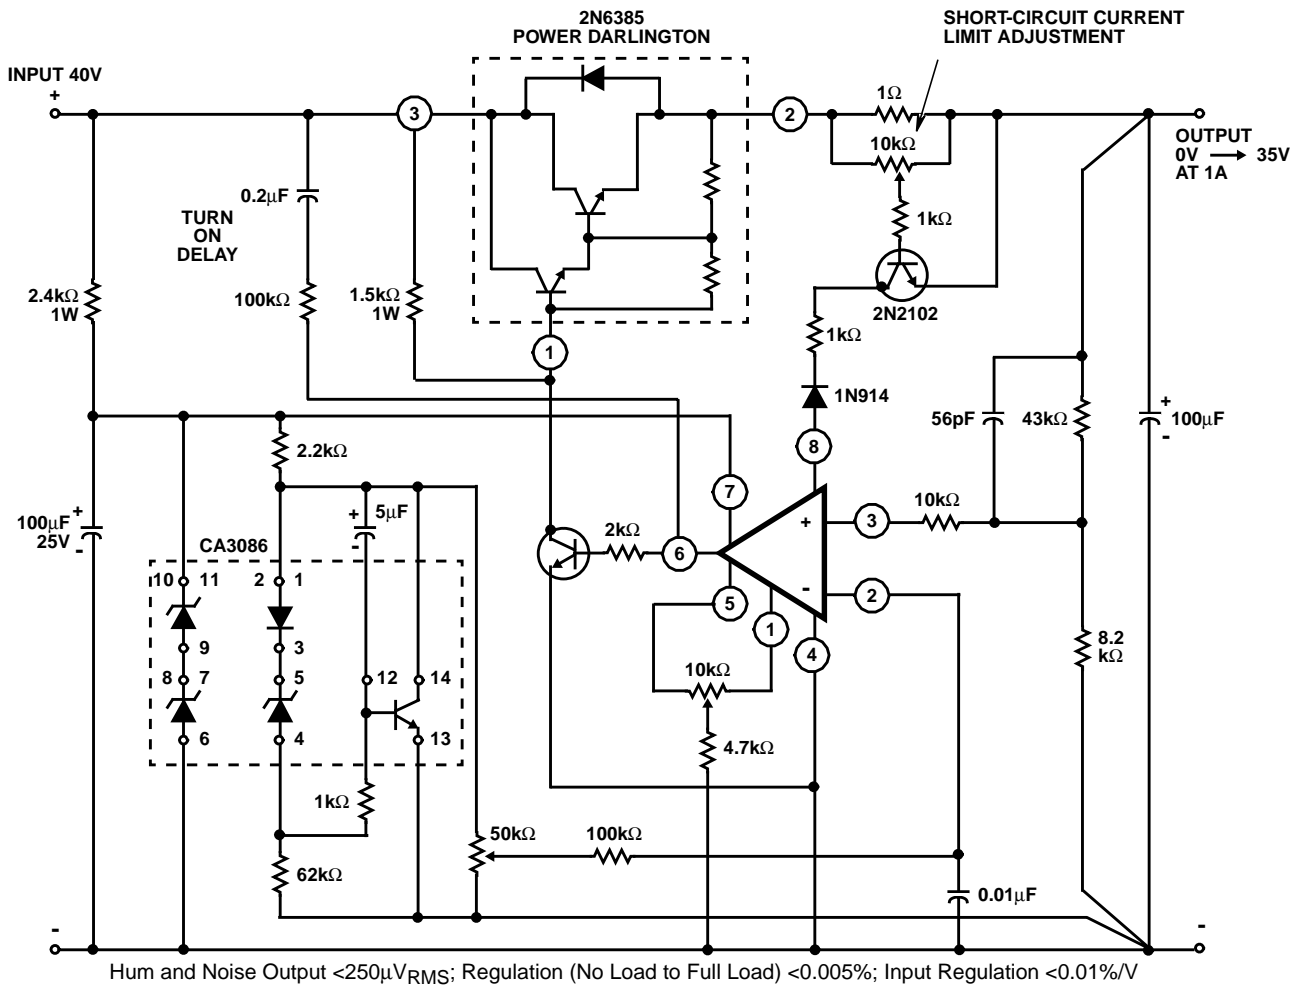 2N6385
POWER DARLINGTON
SHORT-CIRCUIT CURRENT
LIMIT ADJUSTMENT
INPUT 40V
+
3
2
1Ω
10kΩ
OUTPUT
0V → 35V
AT 1A
0.2μF
TURN
ON
DELAY
1kΩ
2.4kΩ
1W
100kΩ
1.5kΩ
1W
2N2102
1kΩ
1
1N914
56pF
43kΩ
+
100μF
-
2.2kΩ
8
7
5μF
+
-
100μF
25V
+
-
CA3086
2kΩ
6
+
3
10kΩ
-
2
5
1
4
10 11
2 1
9
3
8 7
5
12
14
6
4
13
10kΩ
8.2
kΩ
4.7kΩ
1kΩ
50kΩ
100kΩ
62kΩ
0.01μF
-
-
Hum and Noise Output <250μVRMS; Regulation (No Load to Full Load) <0.005%; Input Regulation <0.01%/V